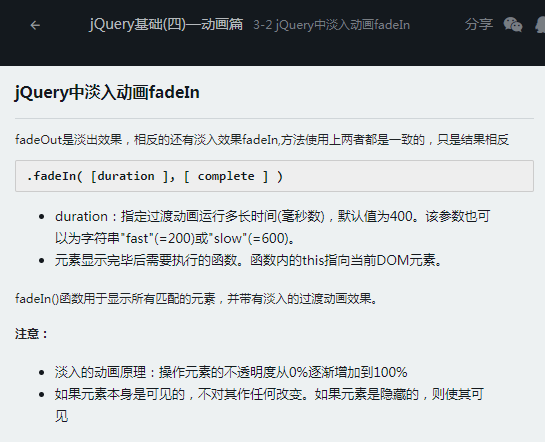 jQuery基础(四)—动画篇 3-2 jQuery中淡入动画fadeIn 分享
jQuery中淡入动画fadeIn
fadeOut是淡出效果，相反的还有淡入效果fadeIn,方法使用上两者都是一致的，只是结果相反
.fadeIn( [duration ], [ complete ] )
duration：指定过渡动画运行多长时间(毫秒数)，默认值为400。该参数也可
以为字符串"fast"(=200)或"slow"(=600)。
元素显示完毕后需要执行的函数。函数内的this指向当前DOM元素。
fadeIn()函数用于显示所有匹配的元素，并带有淡入的过渡动画效果。
注意：
淡入的动画原理：操作元素的不透明度从0%逐渐增加到100%
如果元素本身是可见的，不对其作任何改变。如果元素是隐藏的，则使其可
见